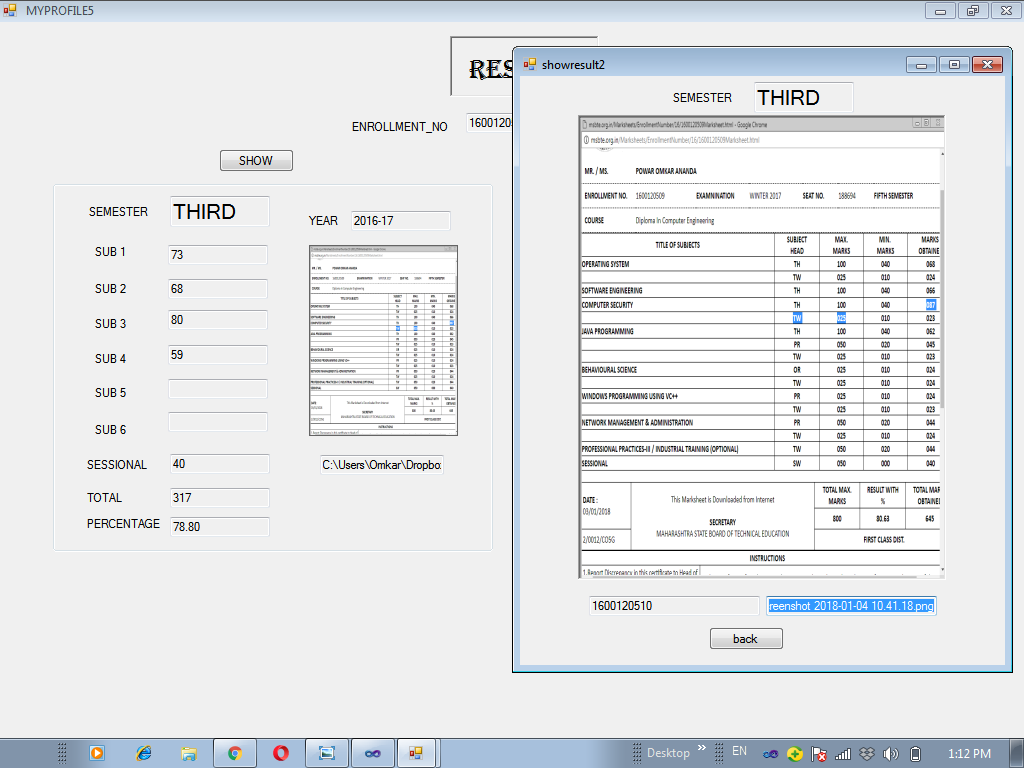 MYPROFILE5
RES
ENROLLMENT_NO 1600120
SHOW
SEMESTER THIRD
YEAR 2016-17
SUB 1 73
SUB 2 68
SUB 3 80
SUB 4 59
SUB 5
SUB 6
SESSIONAL 40
TOTAL 317
PERCENTAGE 78.80
C:\Users\Omkar\Dropbo
showresult2
SEMESTER THIRD
msbte.org.in/Marksheets/EnrollmentNumber/16/1600120509Marksheet.html - Google Chrome
msbte.org.in/Marksheets/EnrollmentNumber/16/1600120509Marksheet.html
MR. / MS. POWAR OMKAR ANANDA
ENROLLMENT NO. 1600120509 EXAMNINATION WINTER 2017 SEAT NO. 188694 FIFTH SEMESTER
COURSE Diploma In Computer Engineering
TITLE OF SUBJECTS SUBJECT HEAD MAX. MARKS MIN. MARKS MARKS OBTAINE
OPERATING SYSTEM TH 100 040 068
TW 025 010 024
SOFTWARE ENGINEERING TH 100 040 066
COMPUTER SECURITY TH 100 040 087
TW 025 010 023
JAVA PROGRAMMING TH 100 040 062
PR 050 020 045
TW 025 010 023
BEHAVIOURAL SCIENCE OR 025 010 024
TW 025 010 024
WINDOWS PROGRAMMING USING VC++ PR 025 010 024
TW 025 010 023
NETWORK MANAGEMENT & ADMINISTRATION PR 050 020 044
TW 025 010 024
PROFESSIONAL PRACTICES-III / INDUSTRIAL TRAINING (OPTIONAL) TW 050 020 044
SESSIONAL SW 050 000 040
DATE :
03/01/2018
2/0012/CO5G
This Marksheet is Downloaded from Internet
SECRETARY
MAHARASHTRA STATE BOARD OF TECHNICAL EDUCATION
TOTAL MAX. MARKS RESULT WITH % TOTAL MAR OBTAINE
800 80.63 645
FIRST CLASS DIST.
INSTRUCTIONS
1.Report Discrepancy in this certificate to Head of
1600120510 reenshot 2018-01-04 10.41.18.png
back
Desktop » EN 1:12 PM